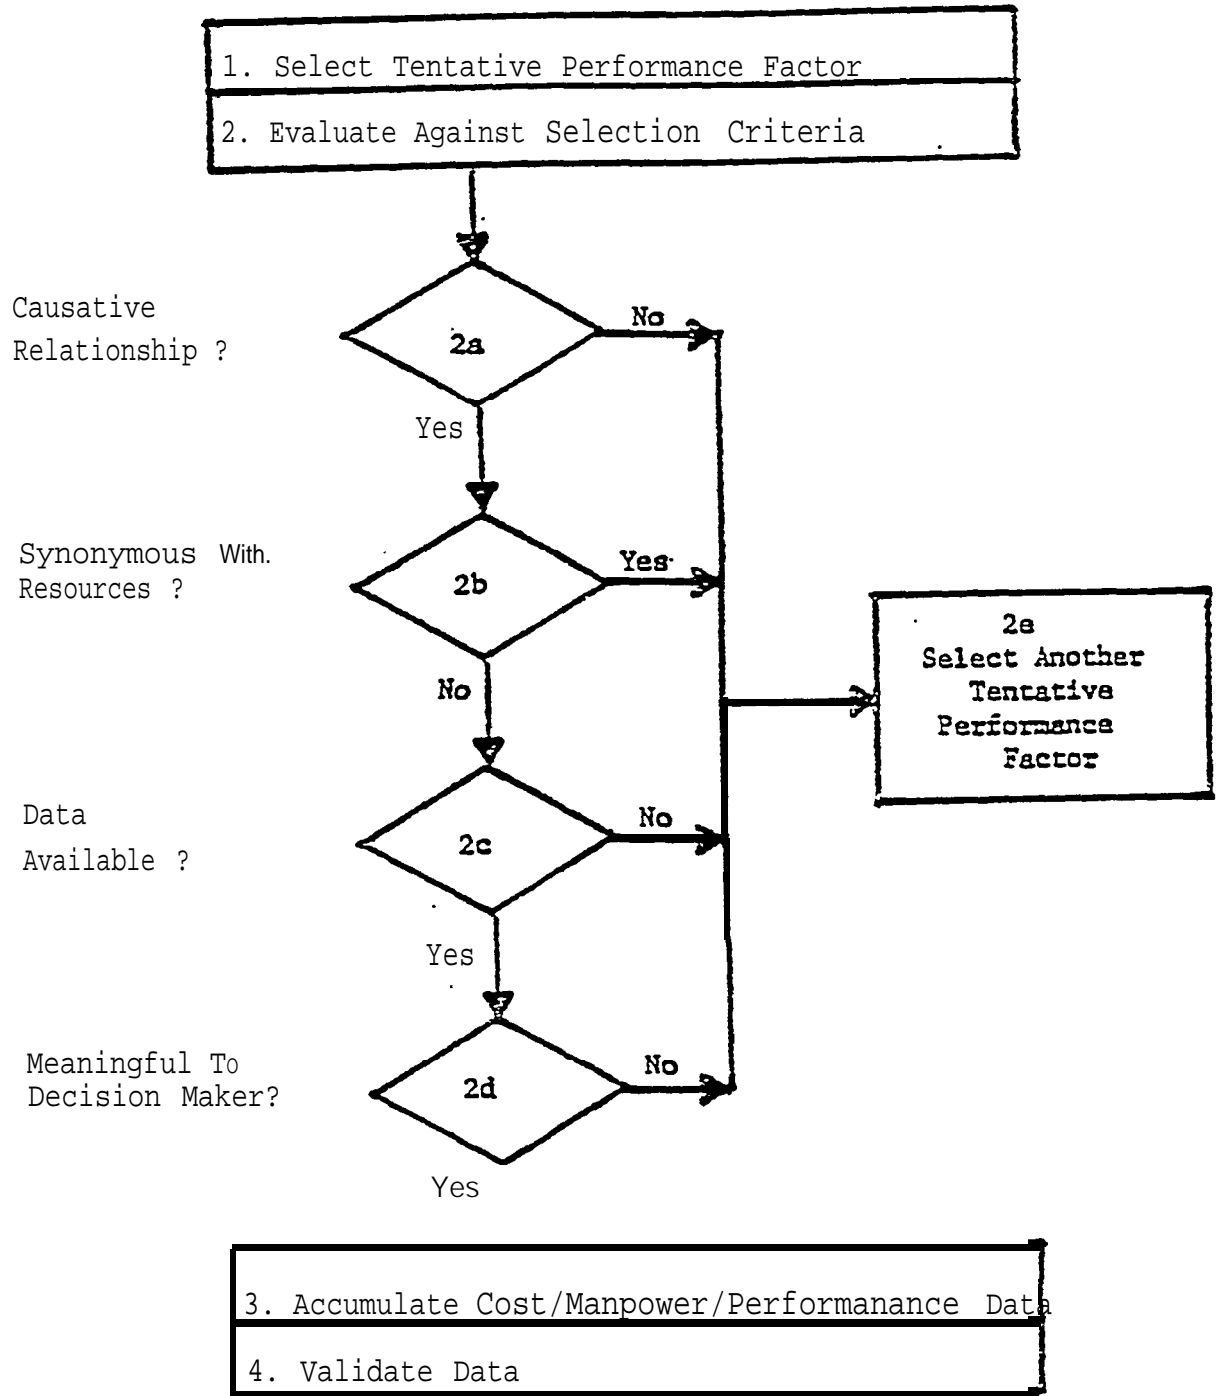 1. Select Tentative Performance Factor
2. Evaluate Against Selection Criteria
Causative
Relationship ?
2a
No
Yes
Synonymous With.
Resources ?
2b
Yes
No
2e
Select Another
Tentative
Performance
Factor
Data
Available ?
2c
No
Yes
Meaningful To
Decision Maker?
2d
No
Yes
3. Accumulate Cost/Manpower/Performanance Data
4. Validate Data